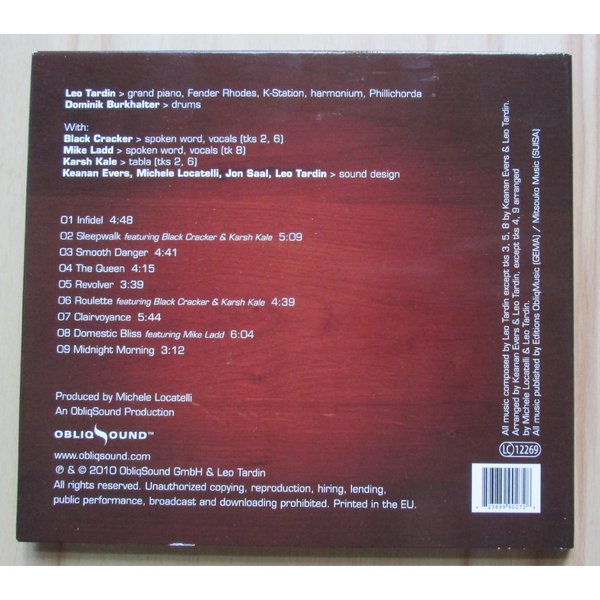 Leo Tardin > grand piano, Fender Rhodes, K-Station, harmonium, Phillichorda
Dominik Burkhalter > drums
With:
Black Cracker > spoken word, vocals (tks 2, 6)
Mike Ladd > spoken word, vocals (tk 8)
Karsh Kale > tabla (tks 2, 6)
Keanan Evers, Michele Locatelli, Jon Saal, Leo Tardin > sound design
01 Infidel 4:48
02 Sleepwalk featuring Black Cracker & Karsh Kale 5:09
03 Smooth Danger 4:41
04 The Queen 4:15
05 Revolver 3:39
06 Roulette featuring Black Cracker & Karsh Kale 4:39
07 Clairvoyance 5:44
08 Domestic Bliss featuring Mike Ladd 6:04
09 Midnight Morning 3:12
Produced by Michele Locatelli
An ObliqSound Production
OBLIQSOUND™
www.obliqsound.com
℗ & © 2010 ObliqSound GmbH & Leo Tardin
All rights reserved. Unauthorized copying, reproduction, hiring, lending,
public performance, broadcast and downloading prohibited. Printed in the EU.
All music composed by Leo Tardin except tks 3, 5, 8 by Keanan Evers & Leo Tardin.
Arranged by Keanan Evers & Leo Tardin, except tks 4, 9 arranged
by Michele Locatelli & Leo Tardin.
All music published by Editions ObliqMusic (GEMA) / Mitsouko Music (SUISA)
LC 12269